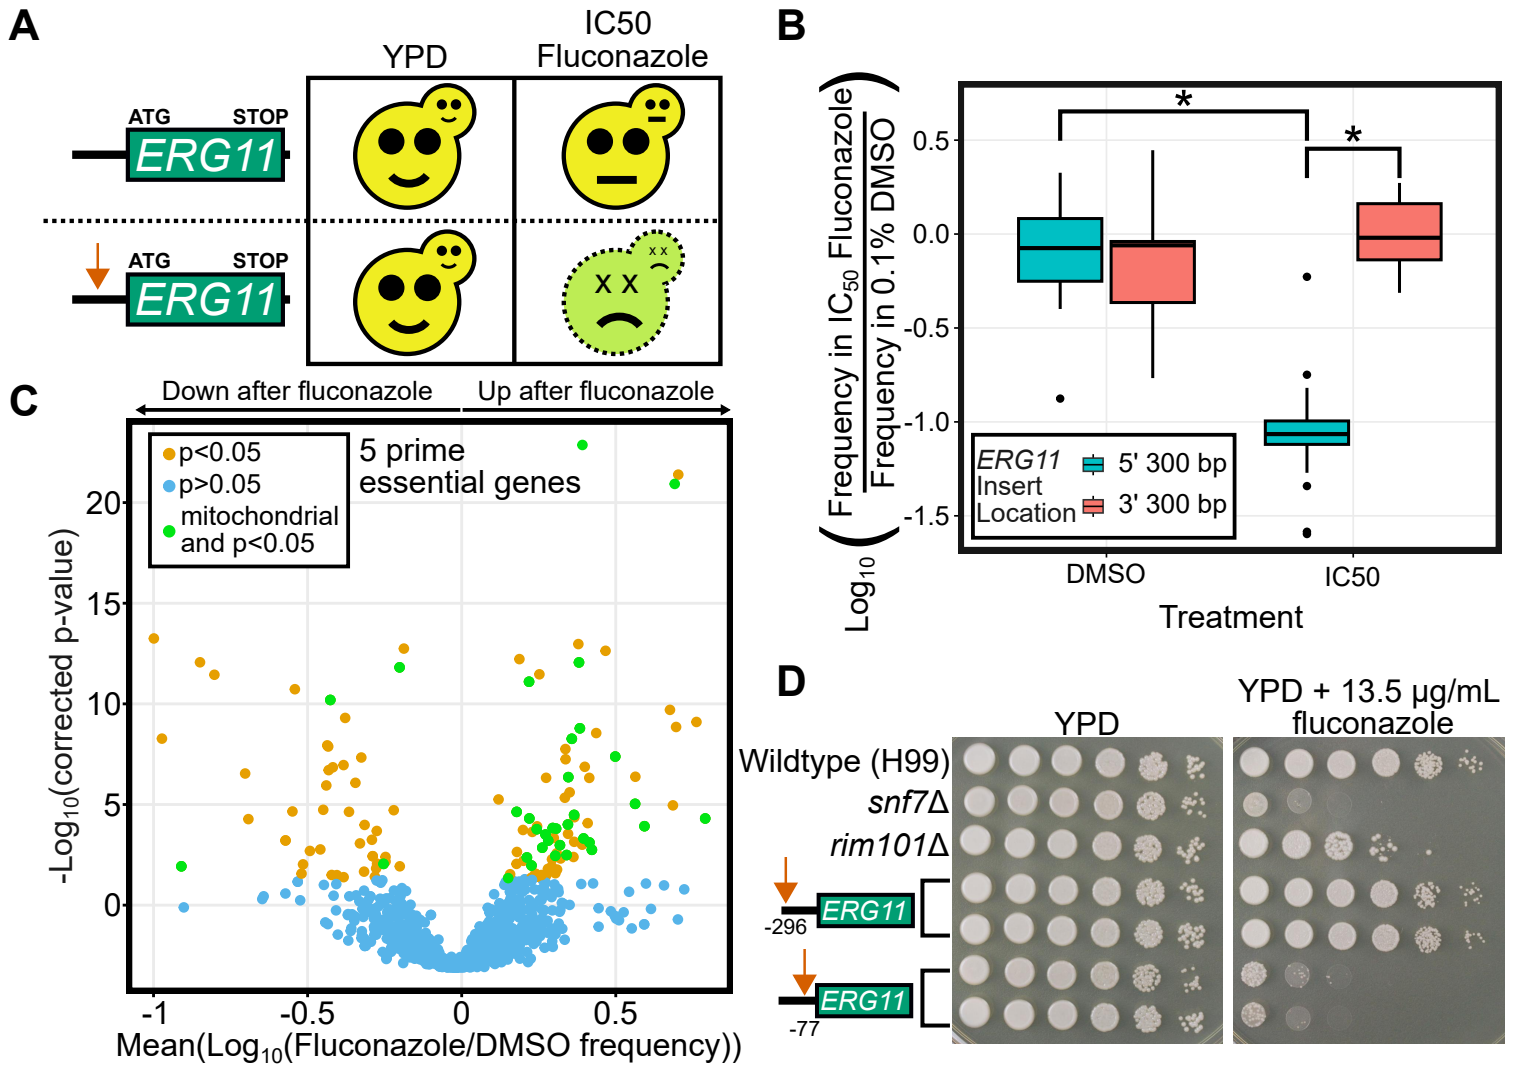 A
YPD
IC50
Fluconazole
ATG
STOP
ERG11
ATG
STOP
ERG11
x x
x x
B
Log10 ( Frequency in IC50 Fluconazole
Frequency in 0.1% DMSO )
0.5
0.0
-0.5
-1.0
-1.5
*
*
ERG11
Insert
Location
5' 300 bp
3' 300 bp
DMSO
IC50
Treatment
C
Down after fluconazole
Up after fluconazole
p<0.05
p>0.05
mitochondrial
and p<0.05
5 prime
essential genes
-Log10(corrected p-value)
20
15
10
5
0
-1
-0.5
0
0.5
Mean(Log10(Fluconazole/DMSO frequency))
D
YPD
YPD + 13.5 µg/mL
fluconazole
Wildtype (H99)
snf7Δ
rim101Δ
ERG11
-296
ERG11
-77